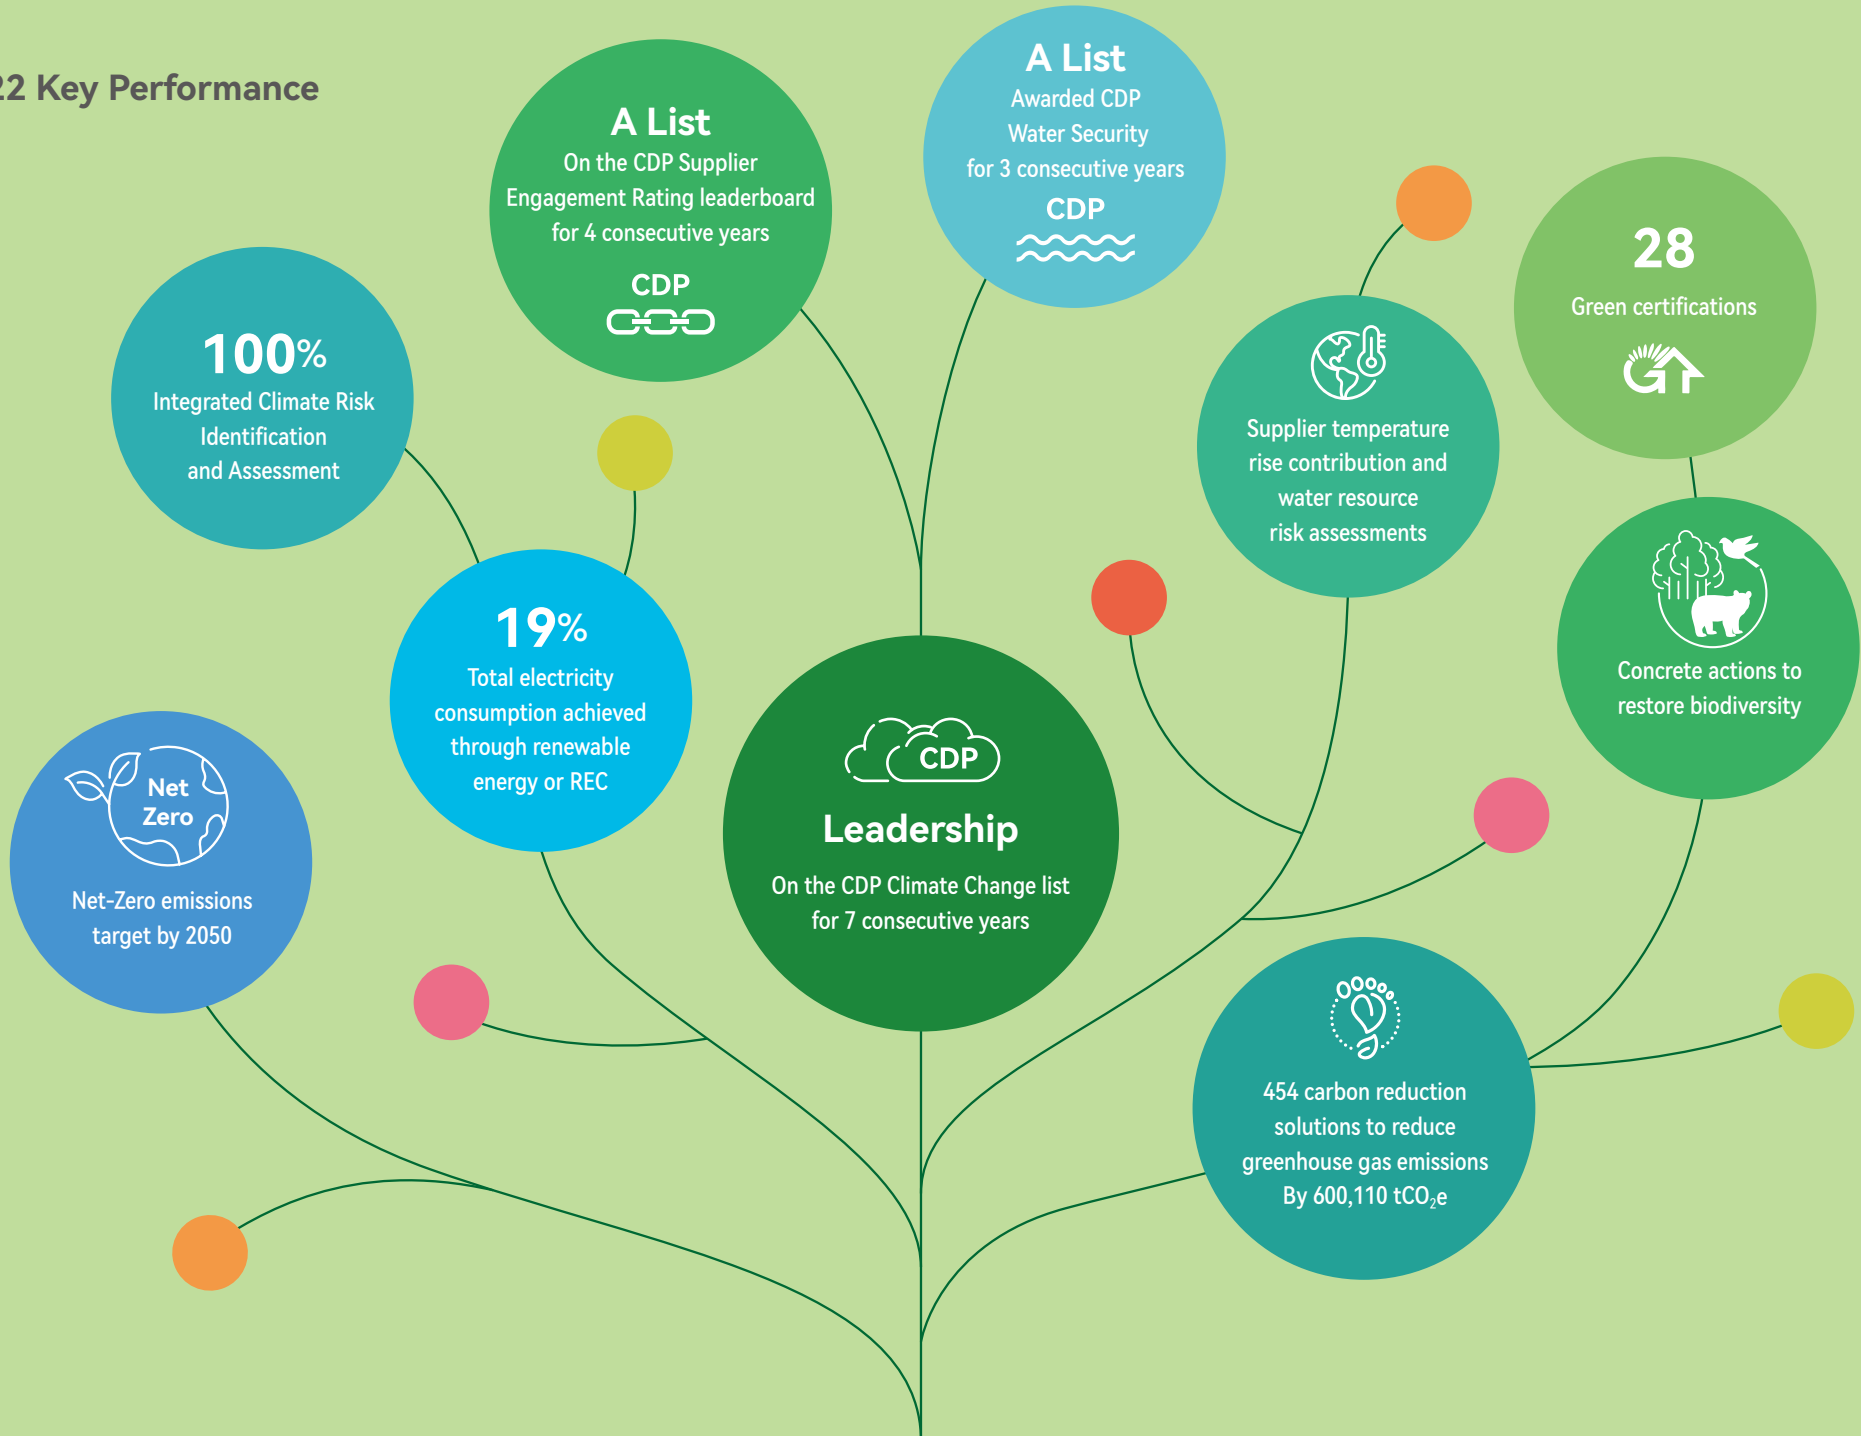 22 Key Performance
A List
On the CDP Supplier
Engagement Rating leaderboard
for 4 consecutive years
CDP
A List
Awarded CDP
Water Security
for 3 consecutive years
CDP
28
Green certifications
100%
Integrated Climate Risk
Identification
and Assessment
Supplier temperature
rise contribution and
water resource
risk assessments
19%
Total electricity
consumption achieved
through renewable
energy or REC
Concrete actions to
restore biodiversity
CDP
Leadership
On the CDP Climate Change list
for 7 consecutive years
Net
Zero
Net-Zero emissions
target by 2050
454 carbon reduction
solutions to reduce
greenhouse gas emissions
By 600,110 tCO₂e